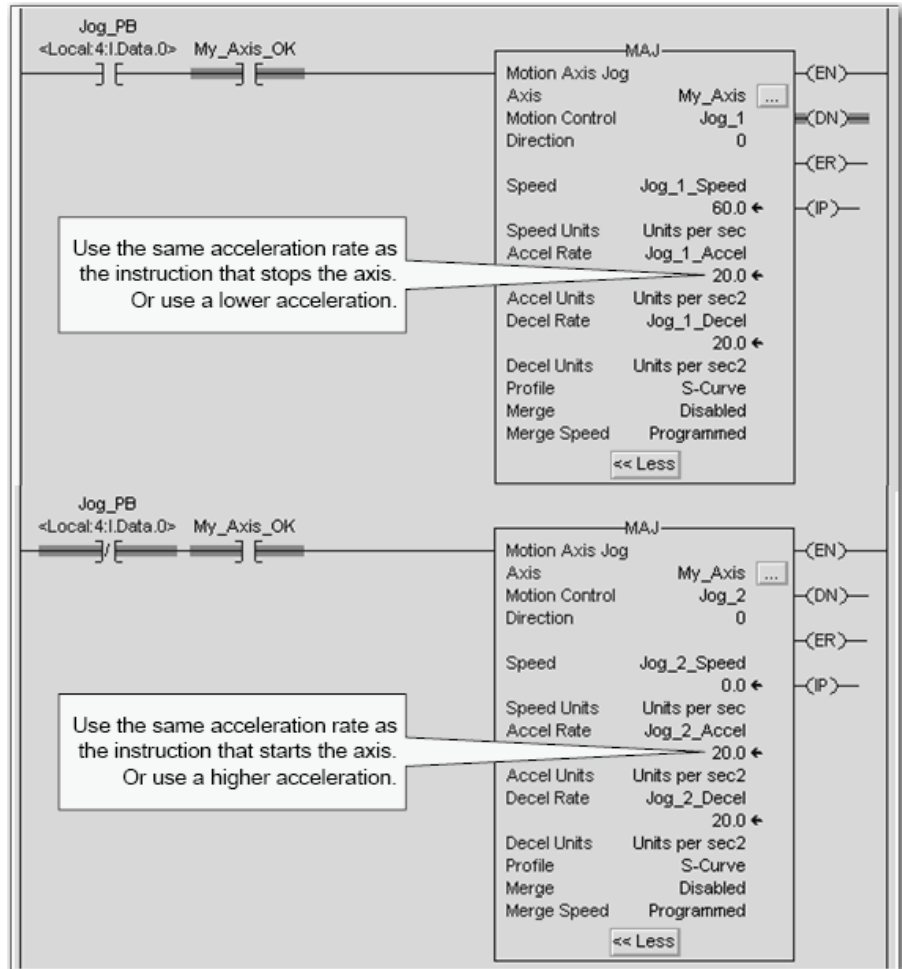 Jog_PB
<Local:4:I.Data.0> My_Axis_OK
MAJ
Motion Axis Jog
Axis My_Axis ...
Motion Control Jog_1
Direction 0
Speed Jog_1_Speed
60.0
Speed Units Units per sec
Accel Rate Jog_1_Accel
20.0
Accel Units Units per sec2
Decel Rate Jog_1_Decel
20.0
Decel Units Units per sec2
Profile S-Curve
Merge Disabled
Merge Speed Programmed
<< Less
(EN)
(DN)
(ER)
(IP)
Use the same acceleration rate as
the instruction that stops the axis.
Or use a lower acceleration.
Jog_PB
<Local:4:I.Data.0> My_Axis_OK
MAJ
Motion Axis Jog
Axis My_Axis ...
Motion Control Jog_2
Direction 0
Speed Jog_2_Speed
0.0
Speed Units Units per sec
Accel Rate Jog_2_Accel
20.0
Accel Units Units per sec2
Decel Rate Jog_2_Decel
20.0
Decel Units Units per sec2
Profile S-Curve
Merge Disabled
Merge Speed Programmed
<< Less
(EN)
(DN)
(ER)
(IP)
Use the same acceleration rate as
the instruction that starts the axis.
Or use a higher acceleration.